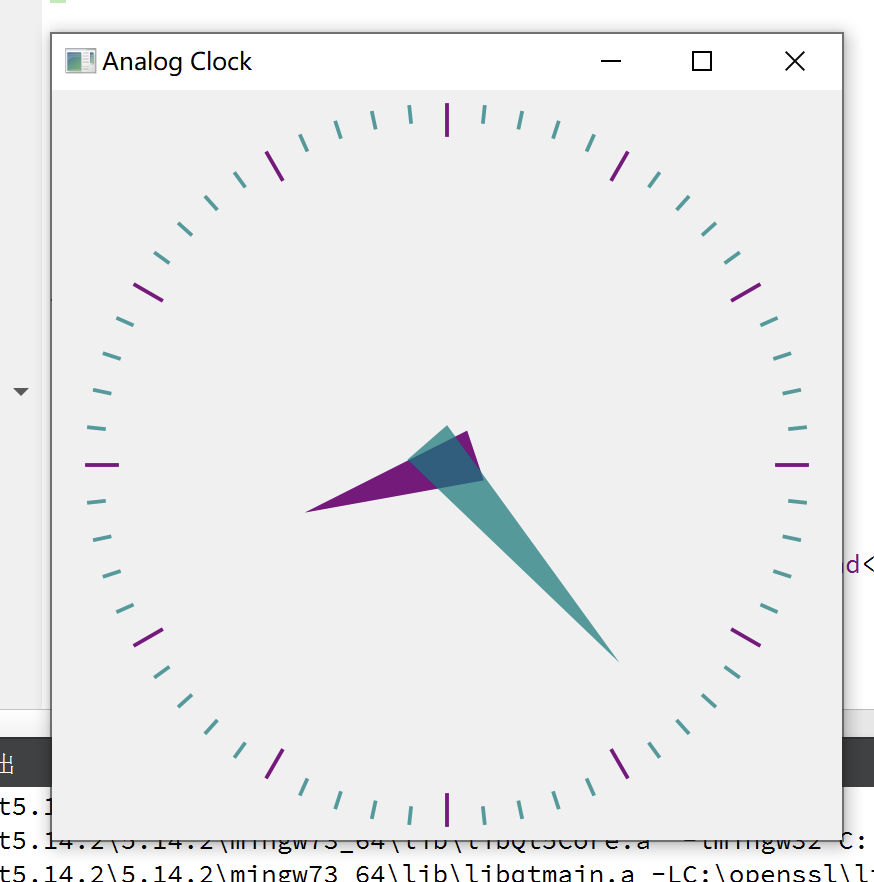 Analog Clock
d<
出
t5.1
t5.14.2\5.14.2\mingw73_64\lib\libQt5Core.a -lmingw32 C:
t5.14.2\5.14.2\mingw73_64\lib\libqtmain.a -LC:\openssl\li